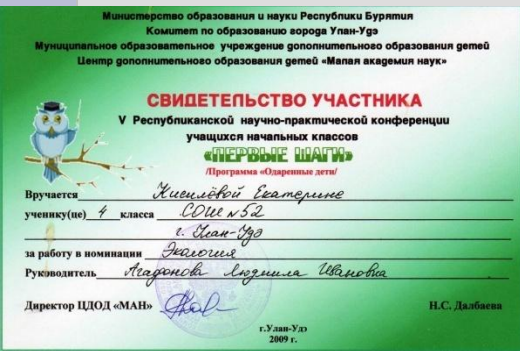 Министерство образования и науки Республики Бурятия
Комитет по образованию города Улан-Удэ
Муниципальное образовательное учреждение дополнительного образования детей
Центр дополнительного образования детей «Малая академия наук»
СВИДЕТЕЛЬСТВО УЧАСТНИКА
V Республиканской научно-практической конференции
учащихся начальных классов
«ПЕРВЫЕ ШАГИ»
/Программа «Одаренные дети/
Вручается Кисилёвой Екатерине
ученику(це) 4 класса СОШ №52
г. Улан-Удэ
за работу в номинации Экология
Руководитель Агафонова Людмила Ивановна
Директор ЦДОД «МАН» Н.С. Далбаева
г.Улан-Удэ
2009 г.